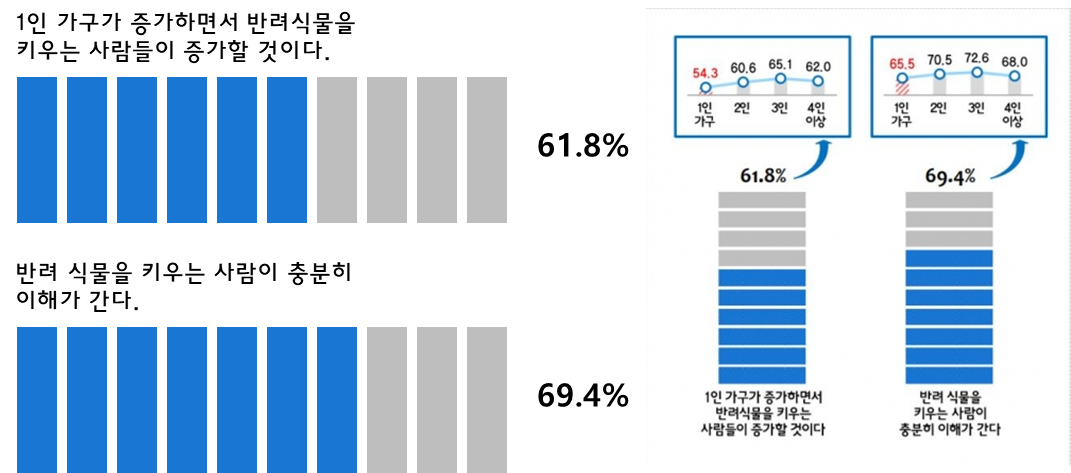 1인 가구가 증가하면서 반려식물을
키우는 사람들이 증가할 것이다.
61.8%
반려 식물을 키우는 사람이 충분히
이해가 간다.
69.4%
54.3 60.6 65.1 62.0
1인 2인 3인 4인
가구 이상
65.5 70.5 72.6 68.0
1인 2인 3인 4인
가구 이상
61.8%
69.4%
1인 가구가 증가하면서
반려식물을 키우는
사람들이 증가할 것이다
반려 식물을
키우는 사람이
충분히 이해가 간다